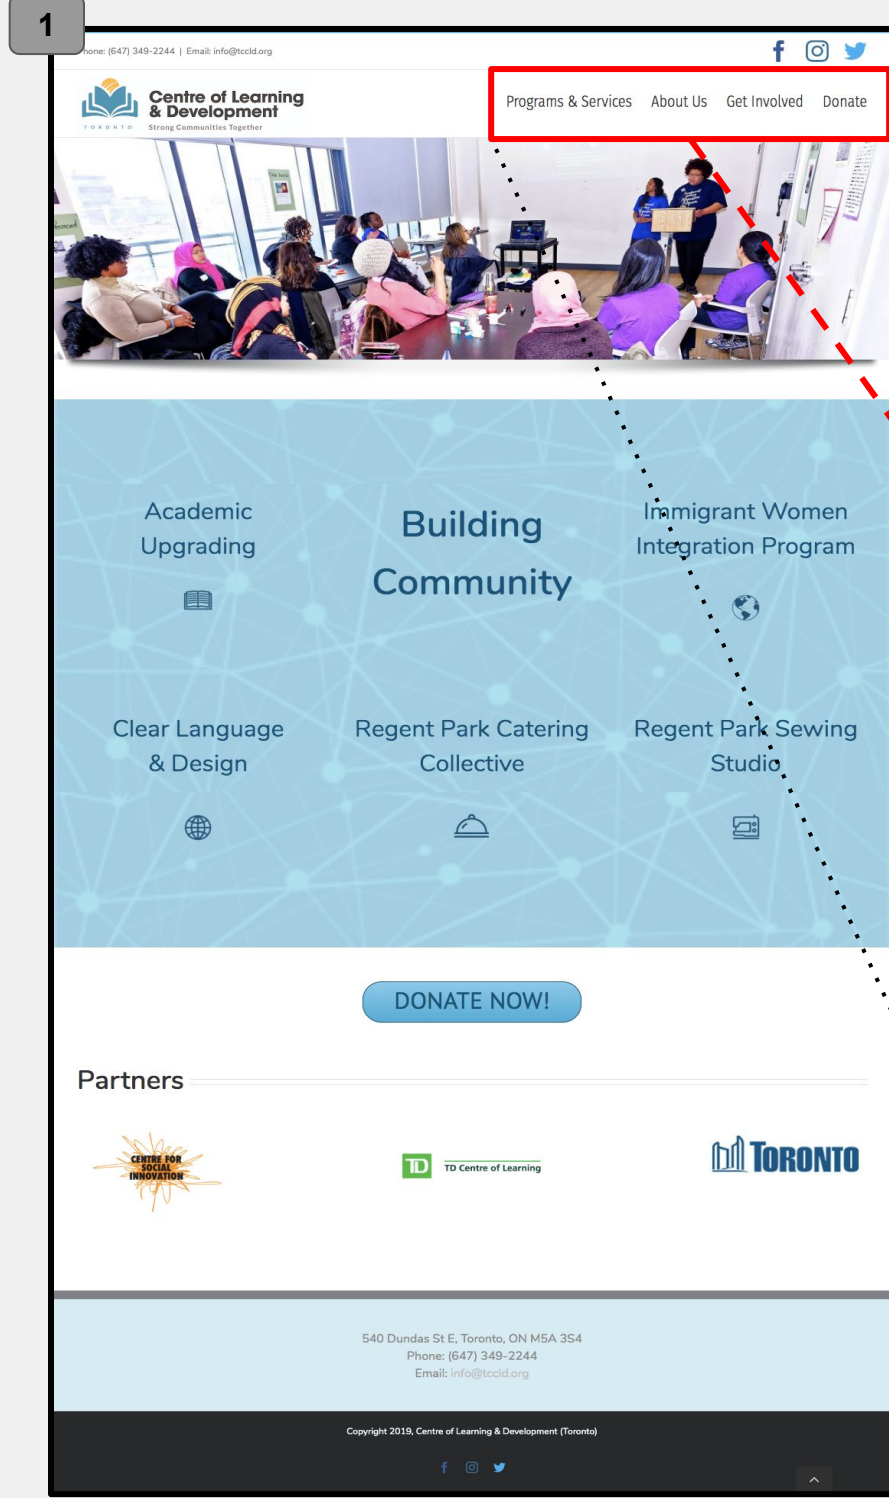 1
hone: (647) 349-2244 | Email: info@tccld.org
Centre of Learning
& Development
TORONTO
Strong Communities Together
Programs & Services About Us Get Involved Donate
Academic
Upgrading
Building
Community
Immigrant Women
Integration Program
Clear Language
& Design
Regent Park Catering
Collective
Regent Park Sewing
Studio
DONATE NOW!
Partners
CENTRE FOR
SOCIAL
INNOVATION
TD TD Centre of Learning
TORONTO
540 Dundas St E, Toronto, ON M5A 3S4
Phone: (647) 349-2244
Email: info@tccld.org
Copyright 2019, Centre of Learning & Development (Toronto)